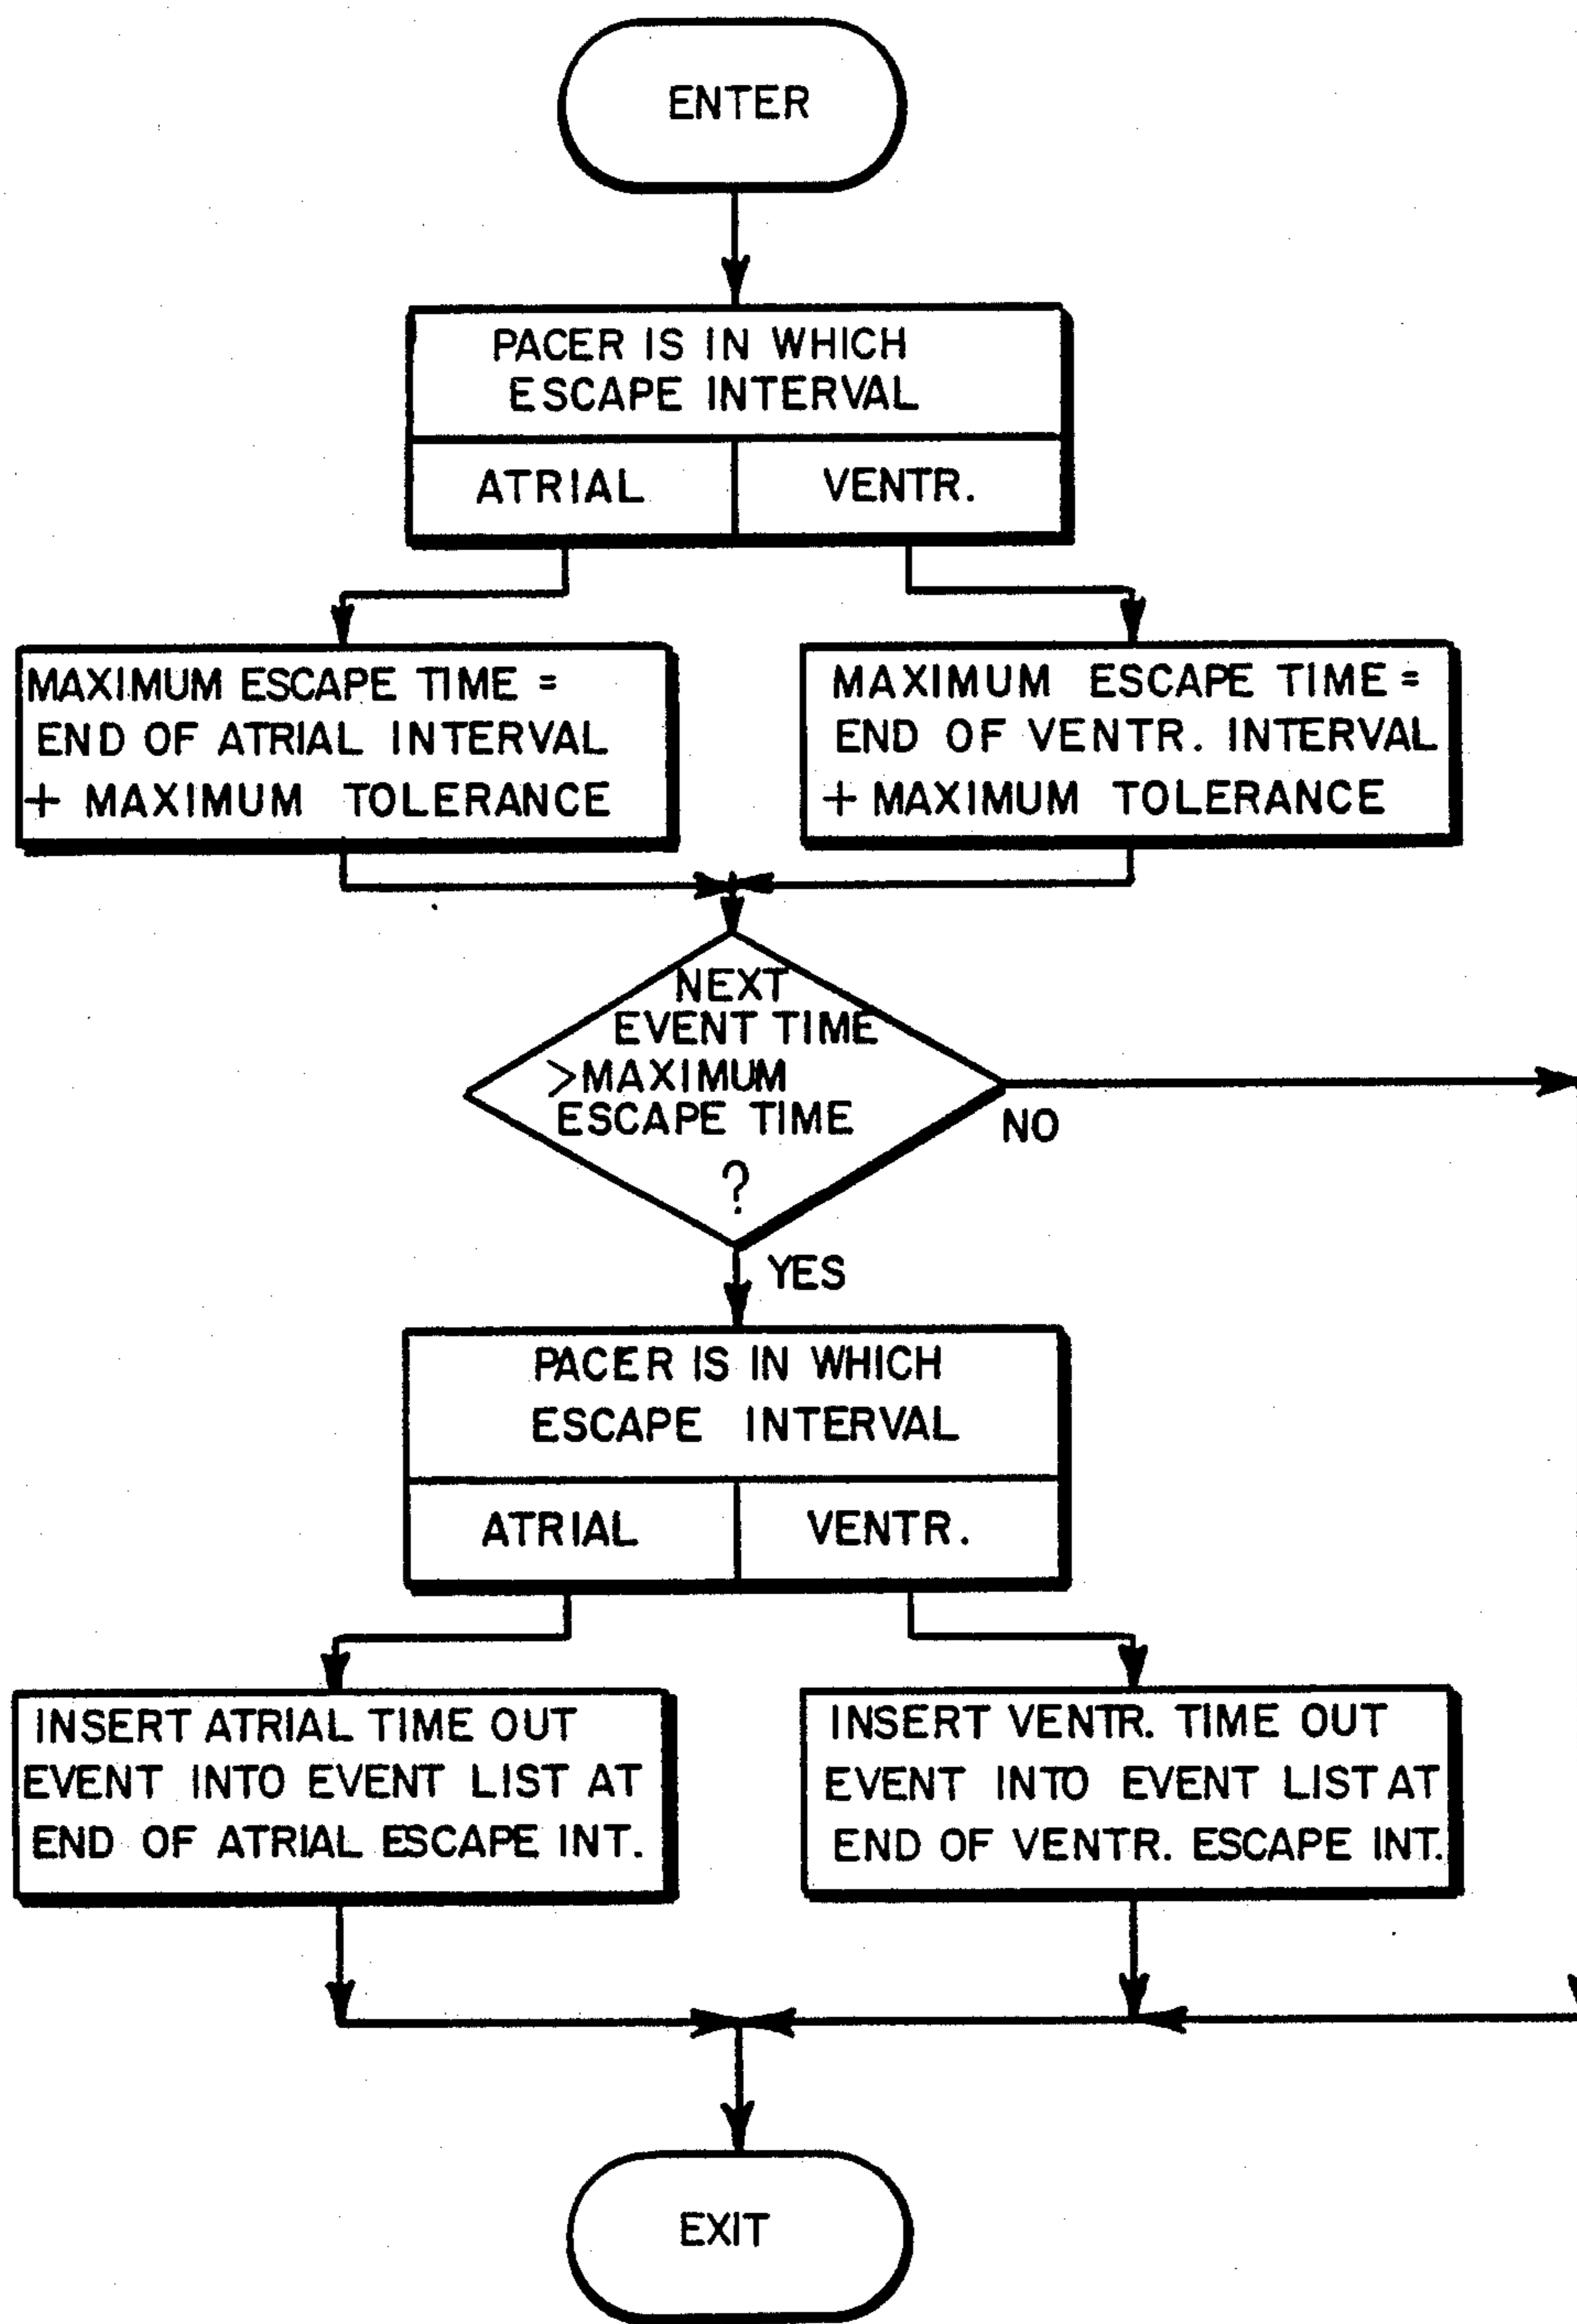 ENTER
PACER IS IN WHICH
ESCAPE INTERVAL
ATRIAL
VENTR.
MAXIMUM ESCAPE TIME =
END OF ATRIAL INTERVAL
+ MAXIMUM TOLERANCE
MAXIMUM ESCAPE TIME =
END OF VENTR. INTERVAL
+ MAXIMUM TOLERANCE
NEXT
EVENT TIME
>MAXIMUM
ESCAPE TIME
?
NO
YES
PACER IS IN WHICH
ESCAPE INTERVAL
ATRIAL
VENTR.
INSERT ATRIAL TIME OUT
EVENT INTO EVENT LIST AT
END OF ATRIAL ESCAPE INT.
INSERT VENTR. TIME OUT
EVENT INTO EVENT LIST AT
END OF VENTR. ESCAPE INT.
EXIT